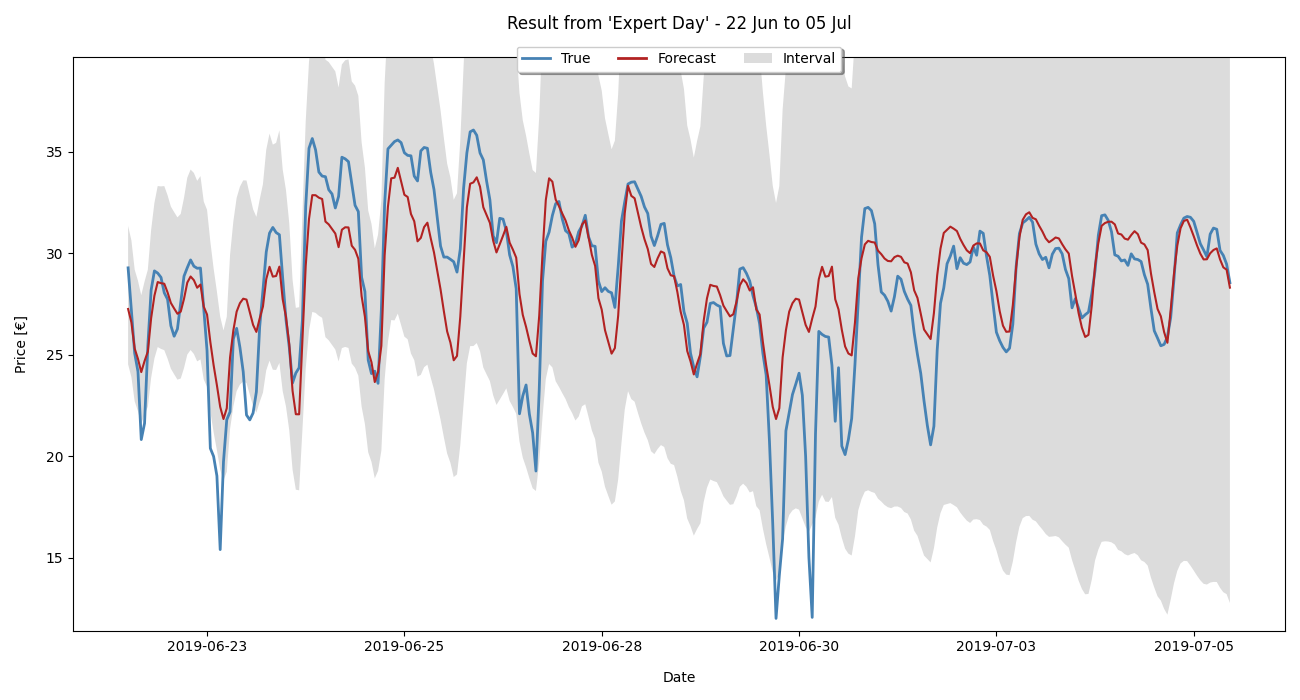 Result from 'Expert Day' - 22 Jun to 05 Jul
True Forecast Interval
Price [€]
35
30
25
20
15
2019-06-23 2019-06-25 2019-06-28 2019-06-30 2019-07-03 2019-07-05
Date